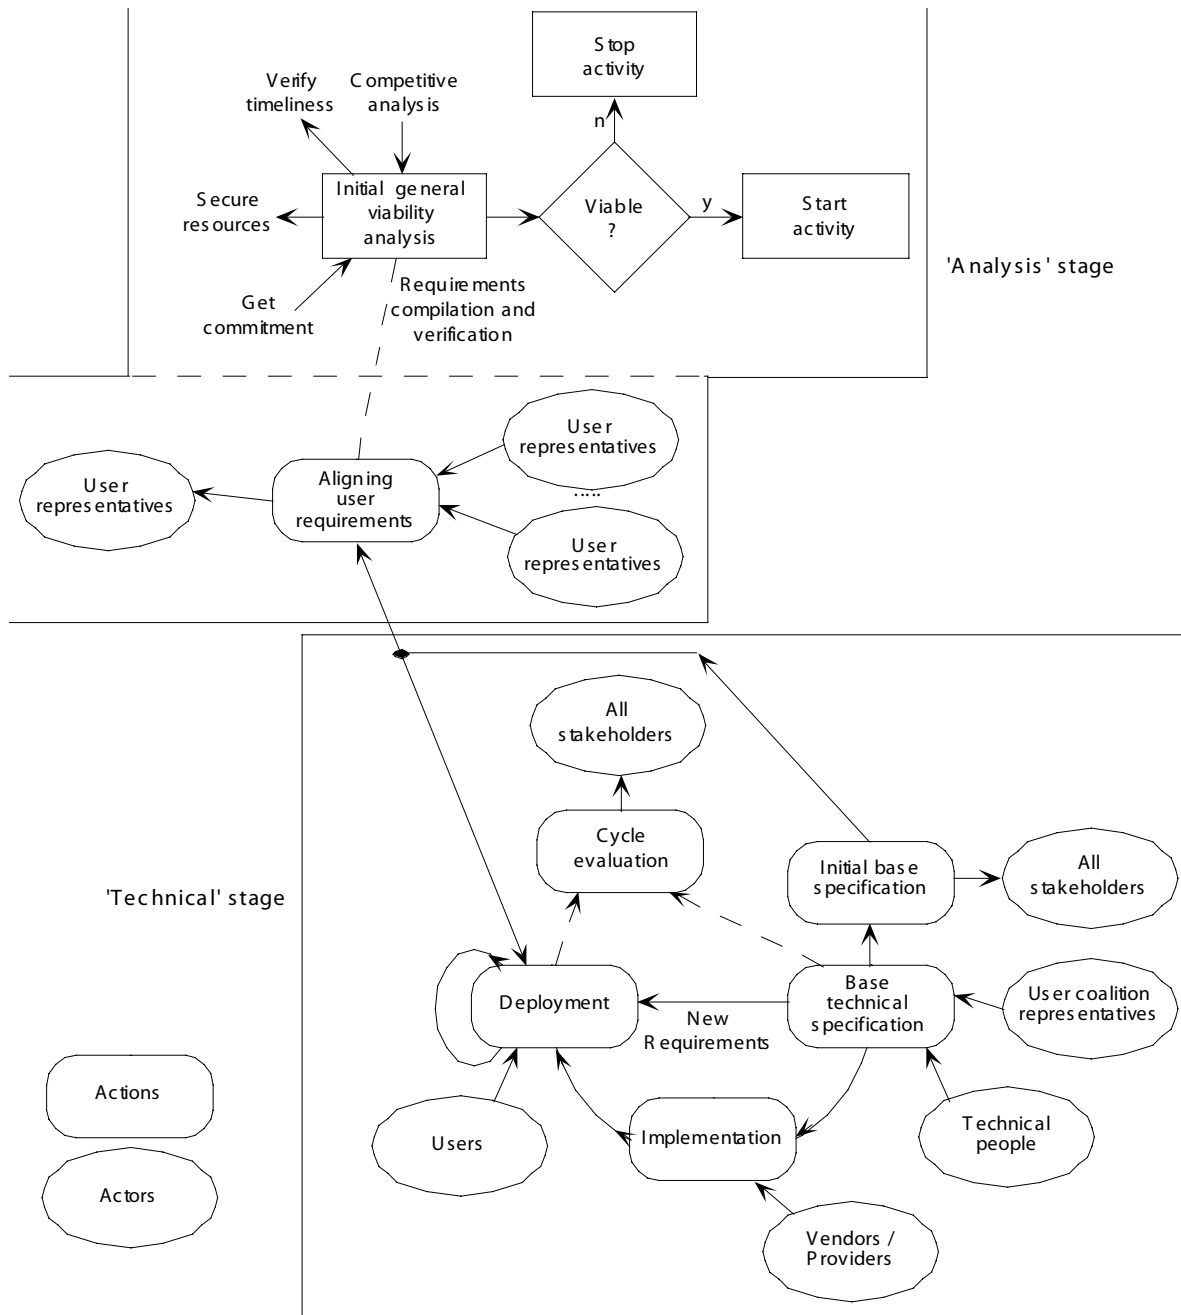 Stop
activity
Verify
timeliness
Competitive
analysis
n
Initial general
viability
analysis
Secure
resources
Viable
?
y
Start
activity
'Analysis' stage
Get
commitment
Requirements
compilation and
verification
User
representatives
User
representatives
Aligning
user
requirements
.....
User
representatives
All
stakeholders
Cycle
evaluation
Initial base
specification
All
stakeholders
'Technical' stage
Deployment
New
Requirements
Base
technical
specification
User coalition
representatives
Actions
Users
Implementation
Technical
people
Actors
Vendors /
Providers